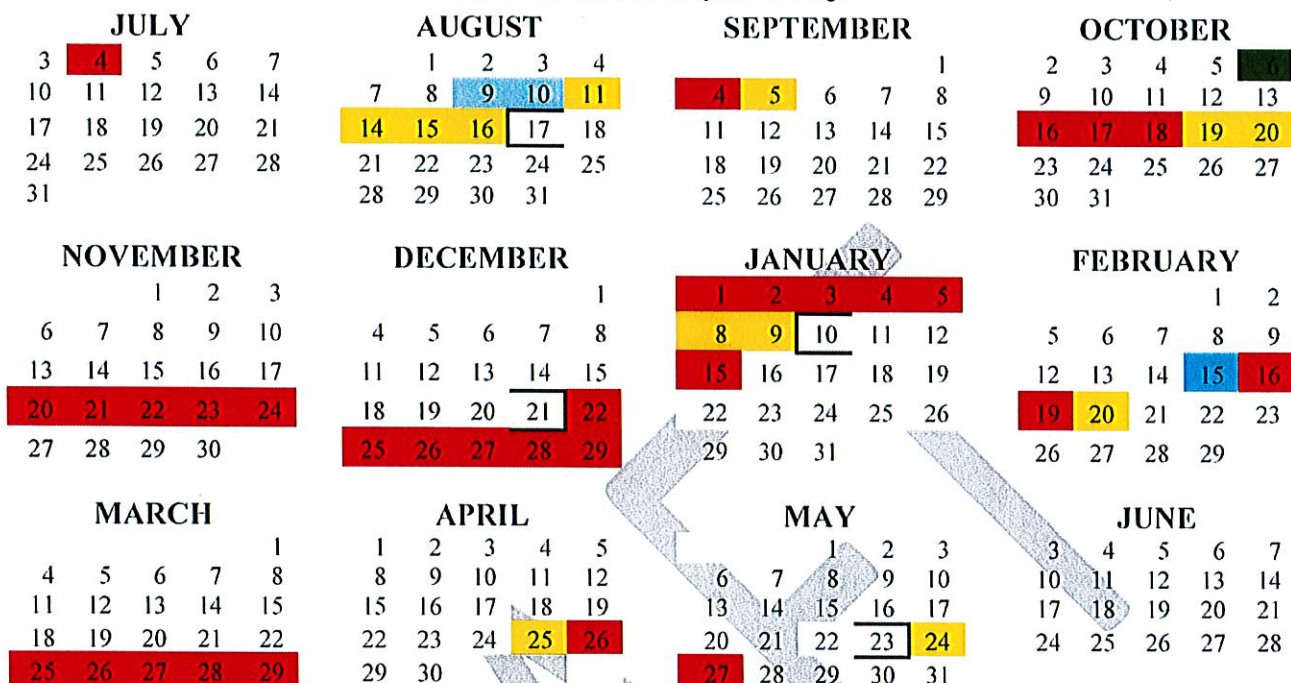 JULY
3 4 5 6 7
10 11 12 13 14
17 18 19 20 21
24 25 26 27 28
31
AUGUST
1 2 3 4
7 8 9 10 11
14 15 16 17 18
21 22 23 24 25
28 29 30 31
SEPTEMBER
1
4 5 6 7 8
11 12 13 14 15
18 19 20 21 22
25 26 27 28 29
OCTOBER
2 3 4 5 6
9 10 11 12 13
16 17 18 19 20
23 24 25 26 27
30 31
NOVEMBER
1 2 3
6 7 8 9 10
13 14 15 16 17
20 21 22 23 24
27 28 29 30
DECEMBER
1
4 5 6 7 8
11 12 13 14 15
18 19 20 21 22
25 26 27 28 29
JANUARY
1 2 3 4 5
8 9 10 11 12
15 16 17 18 19
22 23 24 25 26
29 30 31
FEBRUARY
1 2
5 6 7 8 9
12 13 14 15 16
19 20 21 22 23
26 27 28 29
MARCH
1
4 5 6 7 8
11 12 13 14 15
18 19 20 21 22
25 26 27 28 29
APRIL
1 2 3 4 5
8 9 10 11 12
15 16 17 18 19
22 23 24 25 26
29 30
MAY
1 2 3
6 7 8 9 10
13 14 15 16 17
20 21 22 23 24
27 28 29 30 31
JUNE
3 4 5 6 7
10 11 12 13 14
17 18 19 20 21
24 25 26 27 28